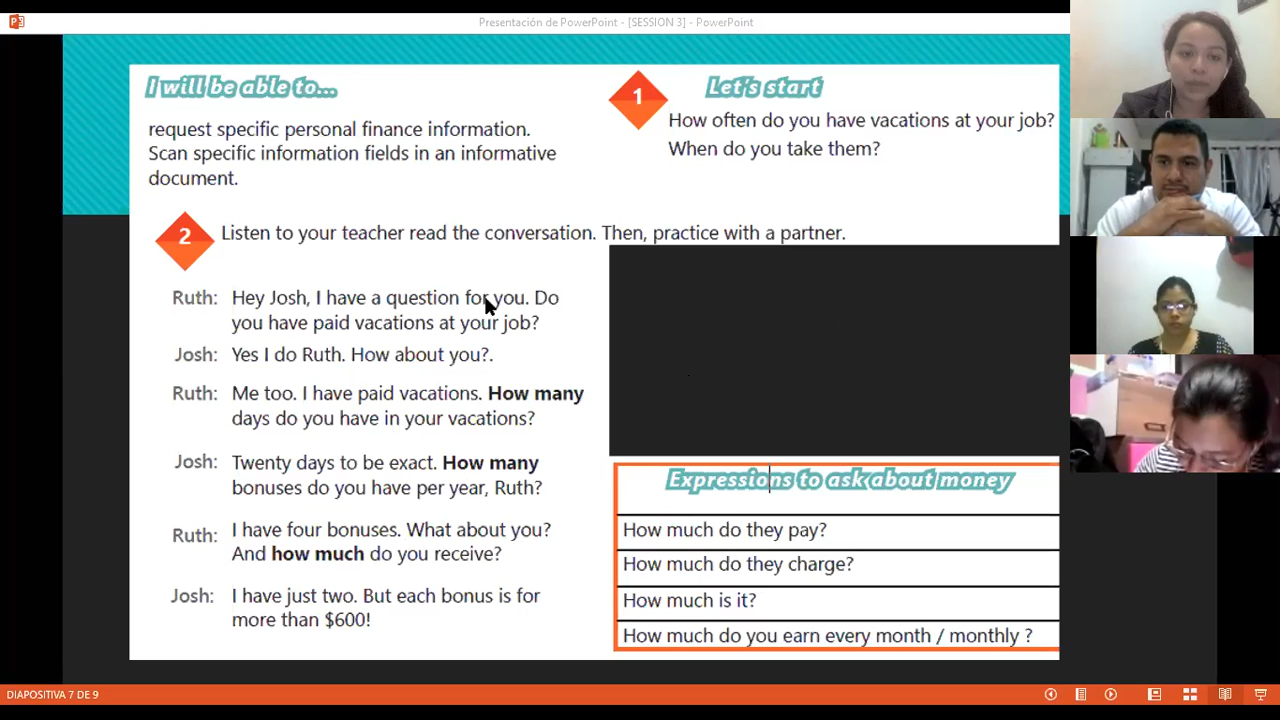 Presentación de PowerPoint - [SESSION 3] - PowerPoint
I will be able to...
request specific personal finance information.
Scan specific information fields in an informative
document.
1
Let's start
How often do you have vacations at your job?
When do you take them?
2
Listen to your teacher read the conversation. Then, practice with a partner.
Ruth: Hey Josh, I have a question for you. Do
you have paid vacations at your job?
Josh: Yes I do Ruth. How about you?.
Ruth: Me too. I have paid vacations. How many
days do you have in your vacations?
Josh: Twenty days to be exact. How many
bonuses do you have per year, Ruth?
Ruth: I have four bonuses. What about you?
And how much do you receive?
Josh: I have just two. But each bonus is for
more than $600!
Expressions to ask about money
How much do they pay?
How much do they charge?
How much is it?
How much do you earn every month / monthly ?
DIAPOSITIVA 7 DE 9